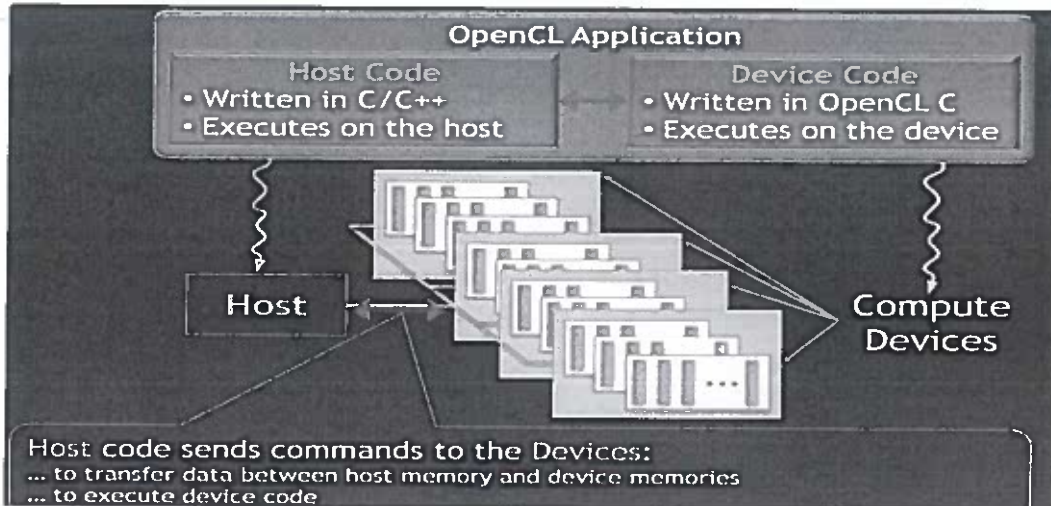 OpenCL Application
Host Code
• Written in C/C++
• Executes on the host
Device Code
• Written in OpenCL C
• Executes on the device
Host
Compute
Devices
Host code sends commands to the Devices:
... to transfer data between host memory and device memories
... to execute device code